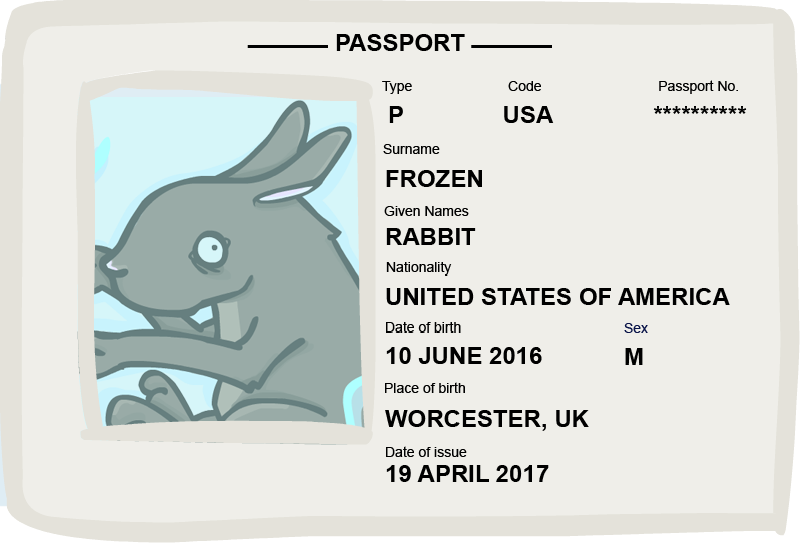 PASSPORT
Type Code Passport No.
P USA **********
Surname
FROZEN
Given Names
RABBIT
Nationality
UNITED STATES OF AMERICA
Date of birth Sex
10 JUNE 2016 M
Place of birth
WORCESTER, UK
Date of issue
19 APRIL 2017